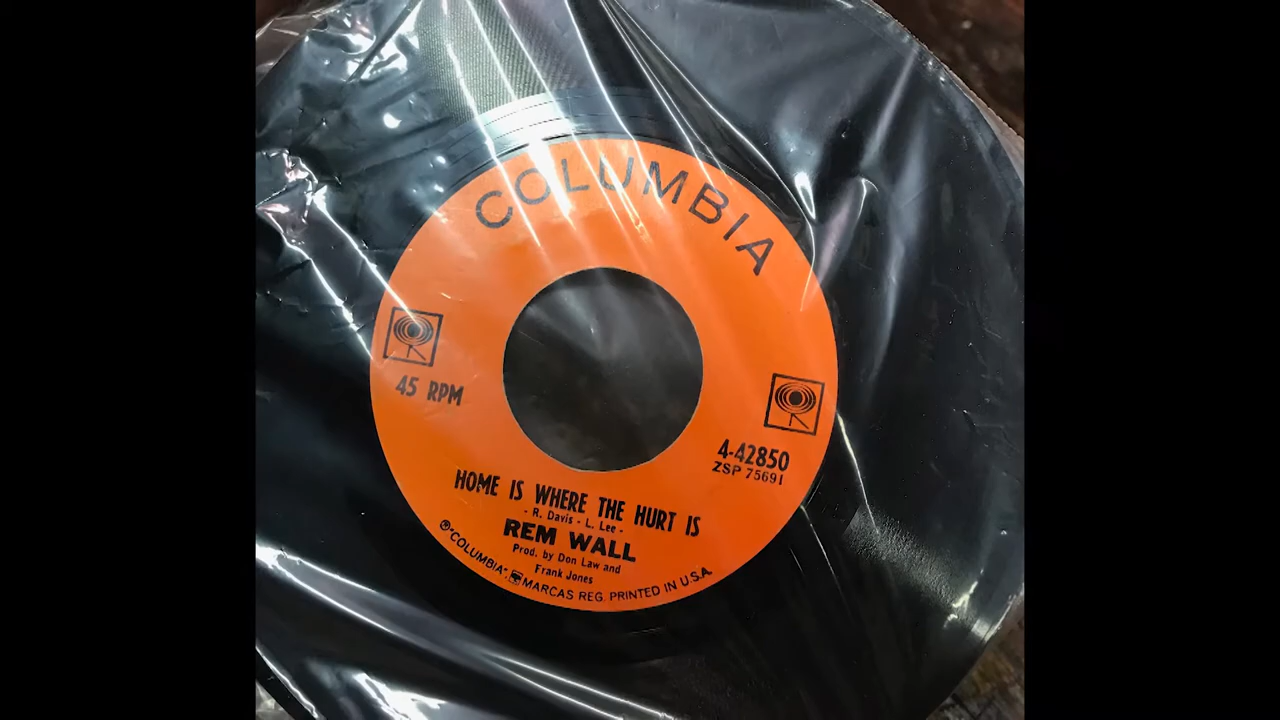 COLUMBIA
45 RPM
4-42850
ZSP 75691
HOME IS WHERE THE HURT IS
- R. Davis - L. Lee -
REM WALL
Prod. by Don Law and
Frank Jones
® "COLUMBIA", MARCAS REG. PRINTED IN U.S.A.